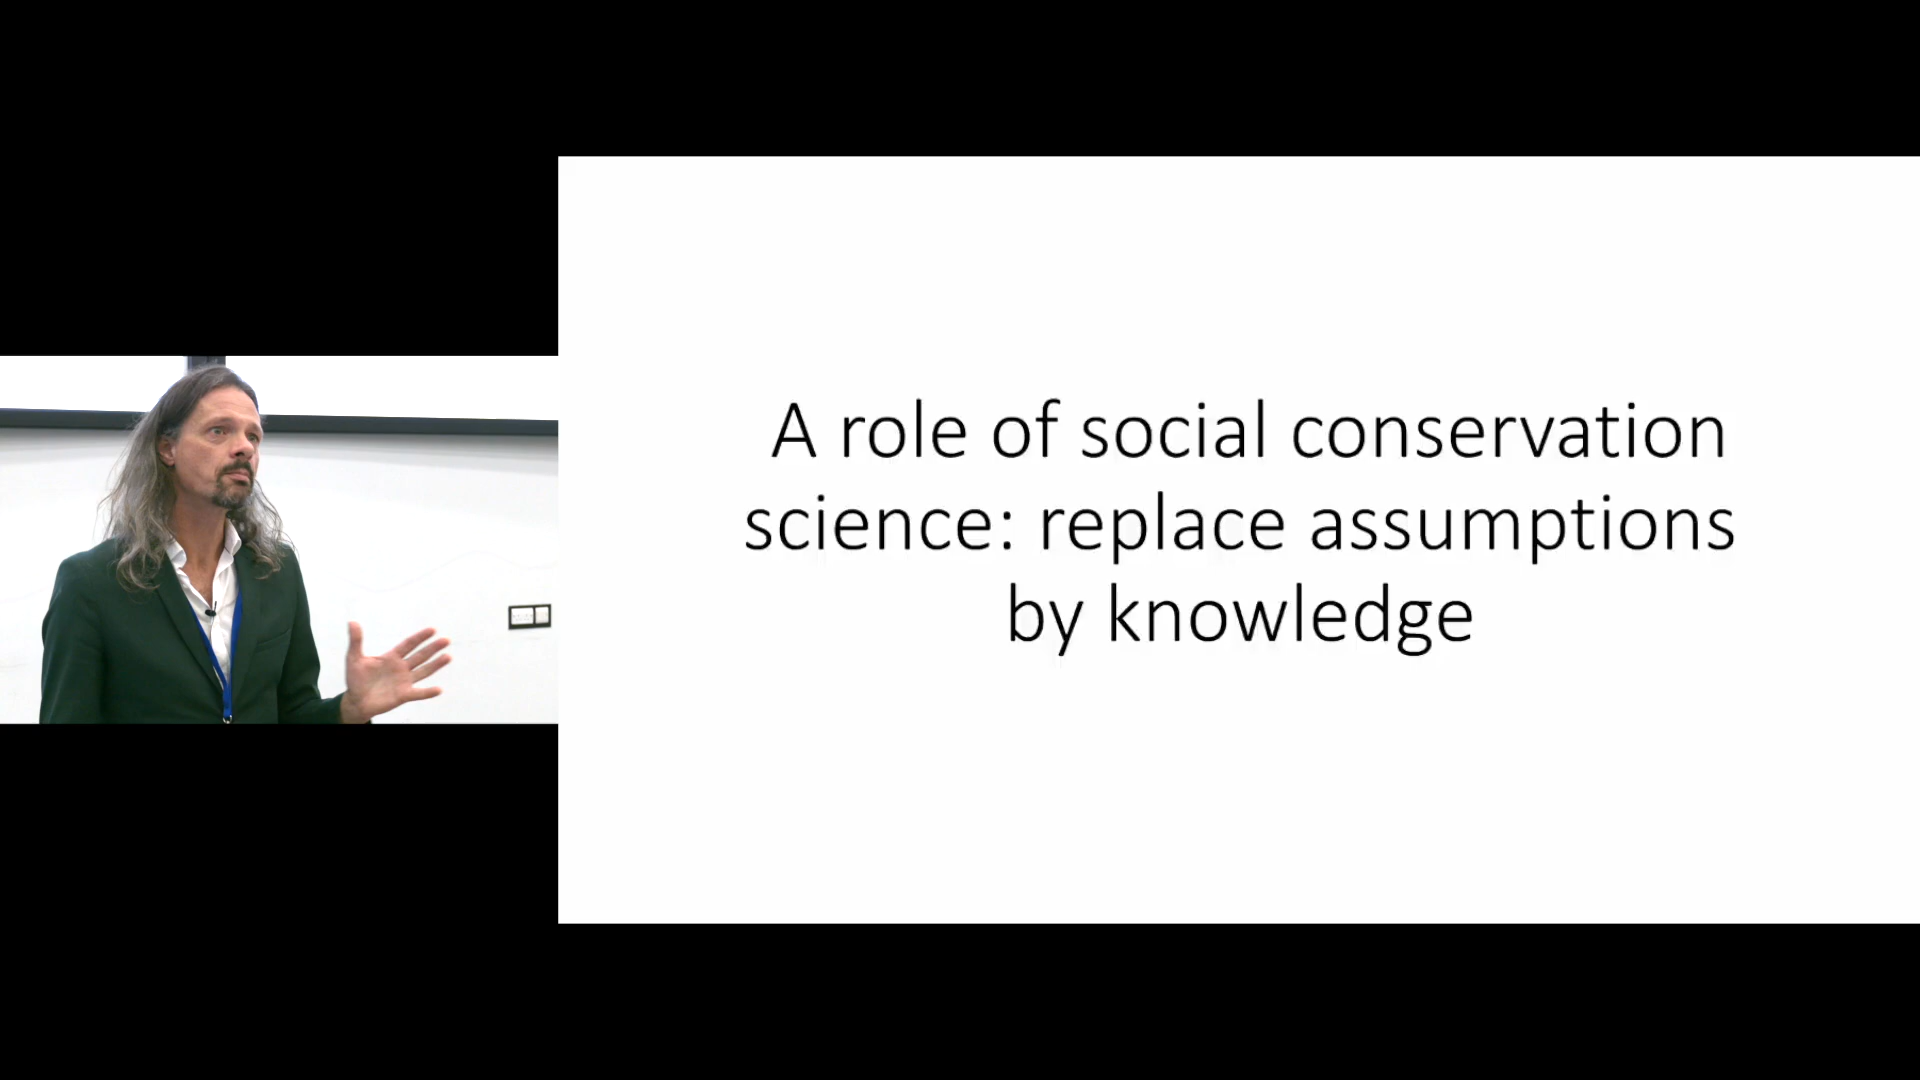 A role of social conservation
science: replace assumptions
by knowledge